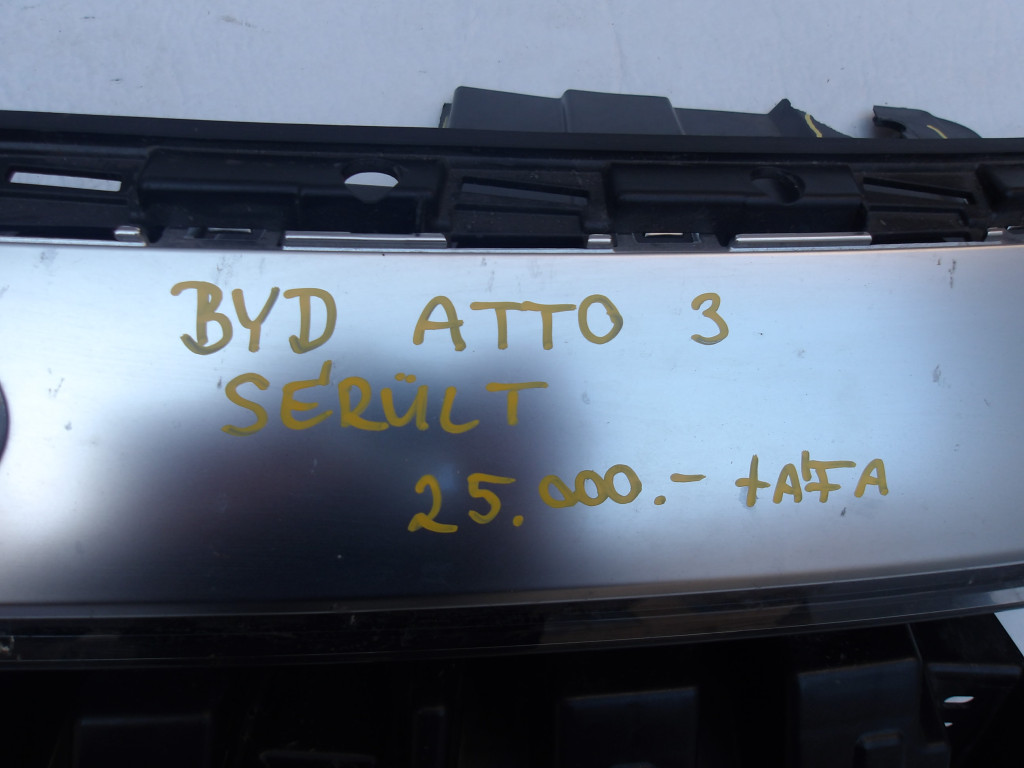 BYD ATTO 3
SÉRÜLT
25.000.- +ÁFA